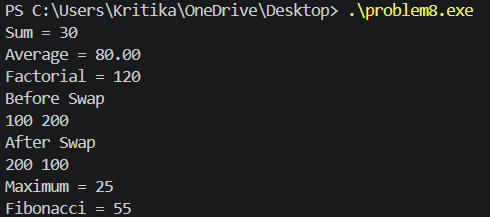 PS C:\Users\Kritika\OneDrive\Desktop> .\problem8.exe
Sum = 30
Average = 80.00
Factorial = 120
Before Swap
100 200
After Swap
200 100
Maximum = 25
Fibonacci = 55